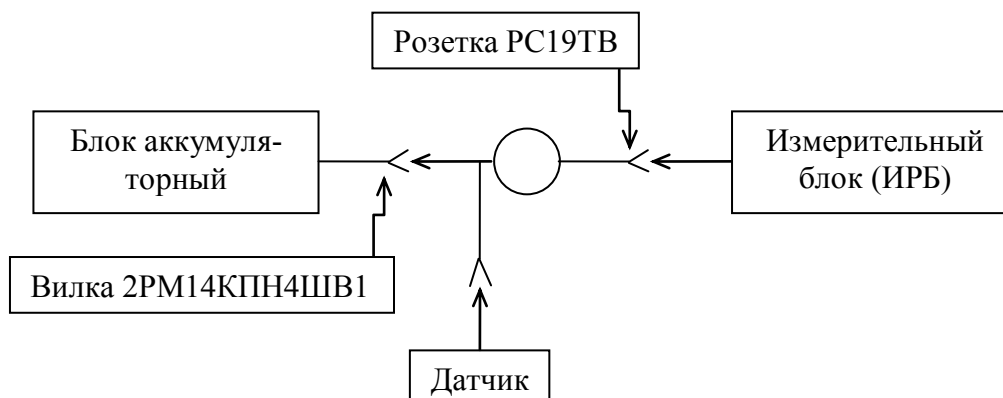 Розетка РС19ТВ
Блок аккумуля-
торный
Измерительный
блок (ИРБ)
Вилка 2РМ14КПН4ШВ1
Датчик